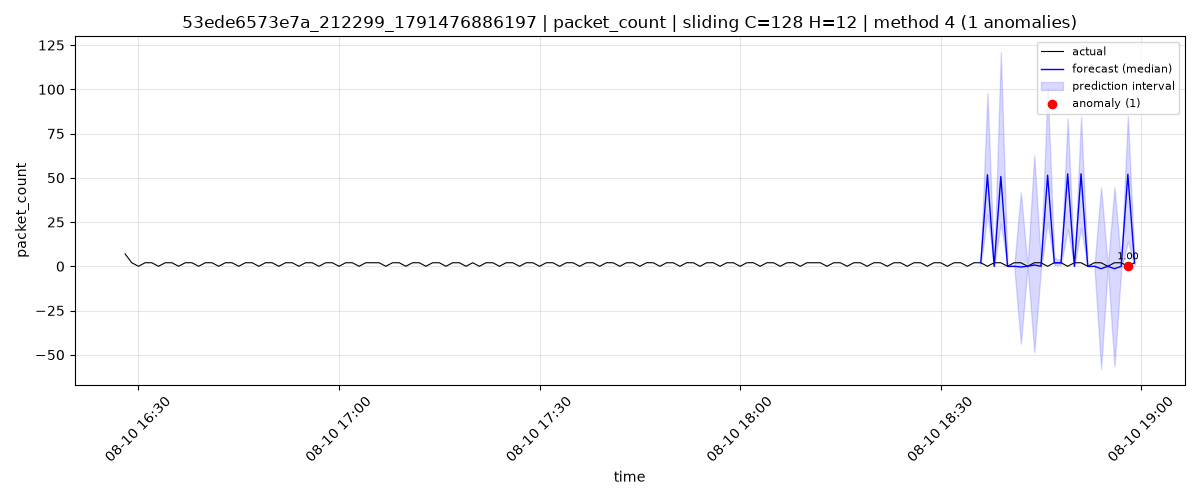 53ede6573e7a_212299_1791476886197 | packet_count | sliding C=128 H=12 | method 4 (1 anomalies)
actual
forecast (median)
prediction interval
anomaly (1)
packet_count
125
100
75
50
25
0
−25
−50
1.00
08-10 16:30
08-10 17:00
08-10 17:30
08-10 18:00
08-10 18:30
08-10 19:00
time